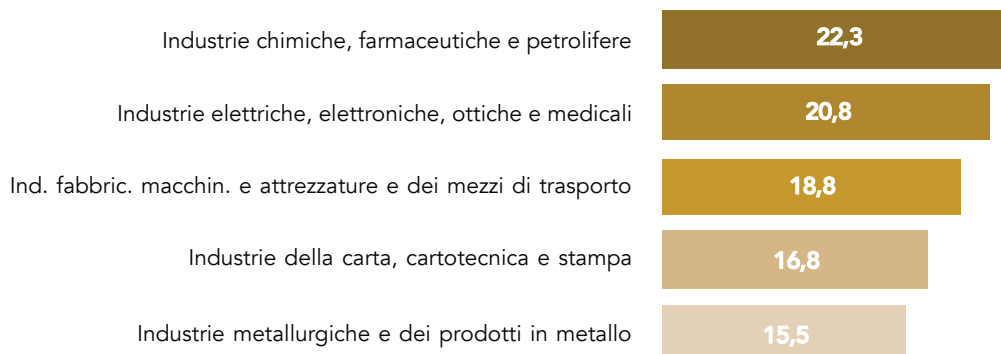 Industrie chimiche, farmaceutiche e petrolifere 22,3
Industrie elettriche, elettroniche, ottiche e medicali 20,8
Ind. fabbric. macchin. e attrezzature e dei mezzi di trasporto 18,8
Industrie della carta, cartotecnica e stampa 16,8
Industrie metallurgiche e dei prodotti in metallo 15,5